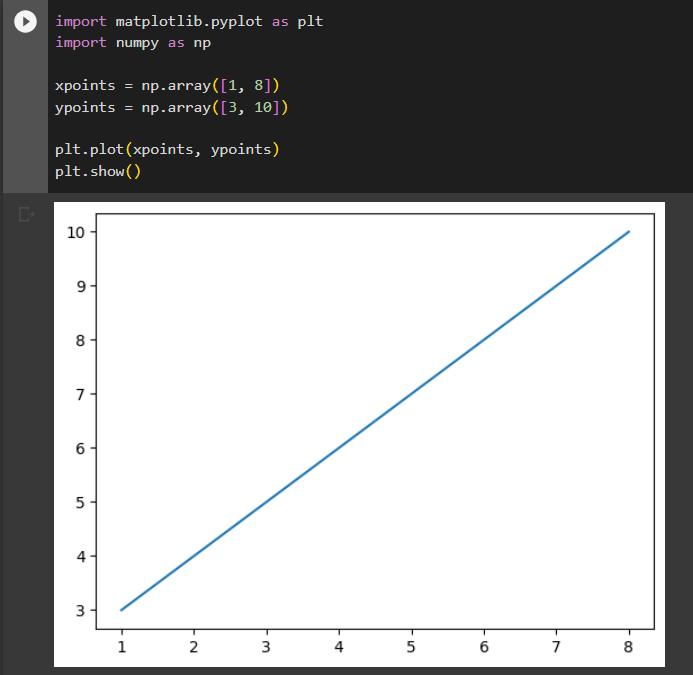 import matplotlib.pyplot as plt
import numpy as np
xpoints = np.array([1, 8])
ypoints = np.array([3, 10])
plt.plot(xpoints, ypoints)
plt.show()
10
9
8
7
6
5
4
3
1 2 3 4 5 6 7 8